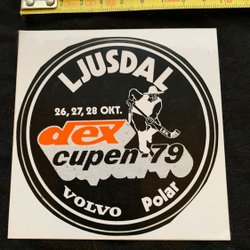 LJUSDAL
26, 27, 28 OKT.
dex
cupen-79
VOLVO Polar